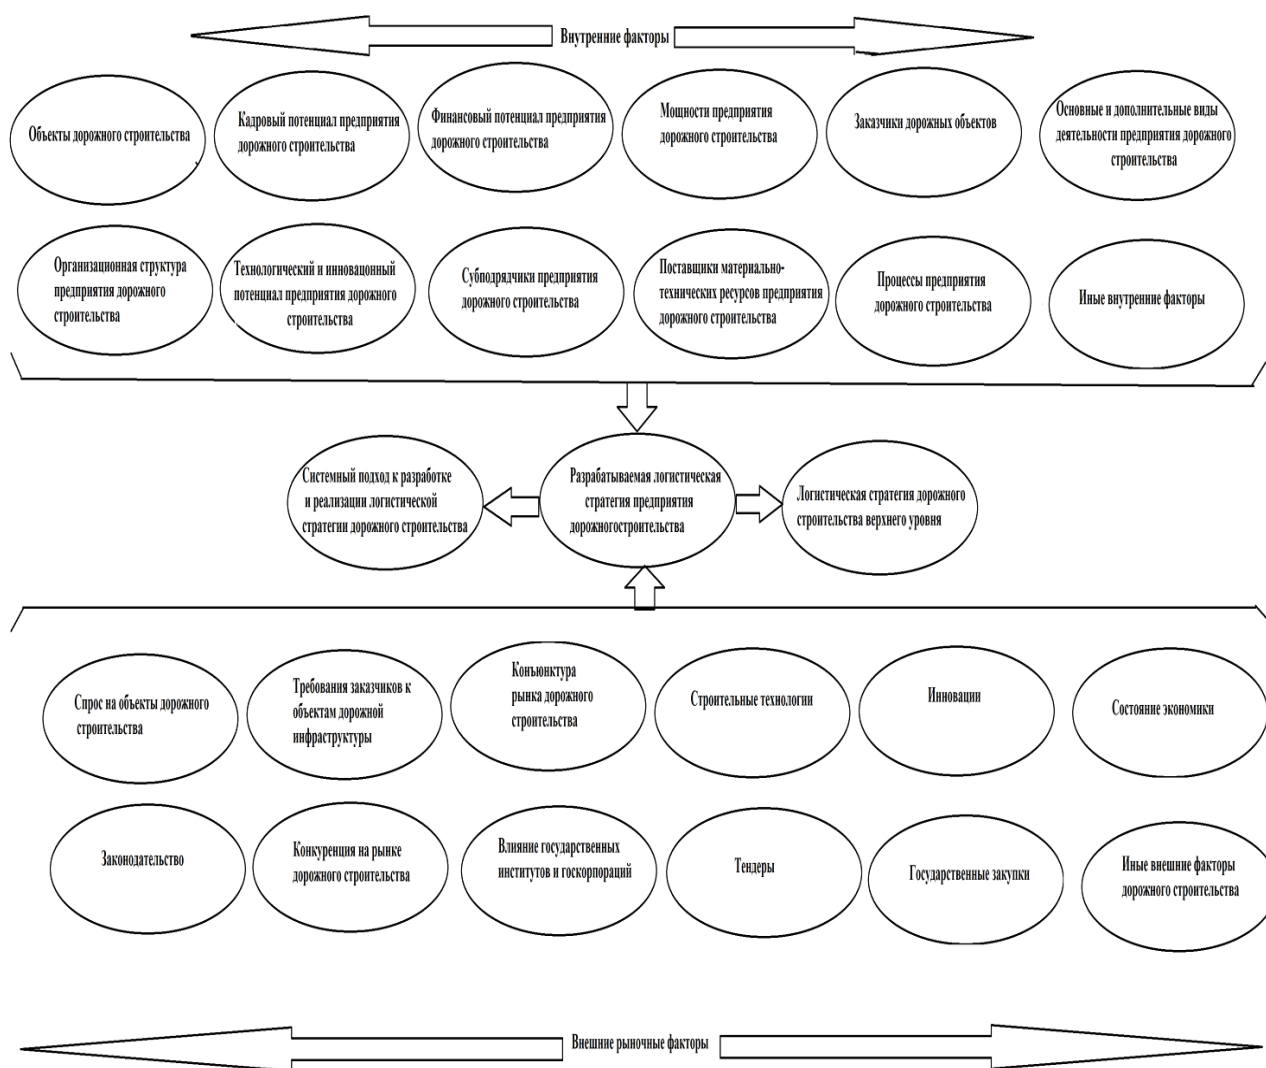 Внутренние факторы
Объекты дорожного строительства
Кадровый потенциал предприятия
дорожного строительства
Финансовый потенциал предприятия
дорожного строительства
Мощности предприятия
дорожного строительства
Заказчики дорожных объектов
Основные и дополнительные виды
деятельности предприятия дорожного
строительства
Организационная структура
предприятия дорожного
строительства
Технологический и инновацонный
потенциал предприятия дорожного
строительства
Субподрядчики предприятия
дорожного строительства
Поставщики материально-
технических ресурсов предприятия
дорожного строительства
Процессы предприятия
дорожного строительства
Иные внутренние факторы
Системный подход к разработке
и реализации логистической
стратегии дорожного строительства
Разрабатываемая логистическая
стратегия предприятия
дорожногостроительства
Логистическая стратегия дорожного
строительства верхнего уровня
Спрос на объекты дорожного
строительства
Требования заказчиков к
объектам дорожной
инфраструктуры
Конъюнктура
рынка дорожного
строительства
Строительные технологии
Инновации
Состояние экономики
Законодательство
Конкуренция на рынке
дорожного строительства
Влияние государственных
институтов и госкорпораций
Тендеры
Государственные закупки
Иные внешние факторы
дорожного строительства
Внешние рыночные факторы